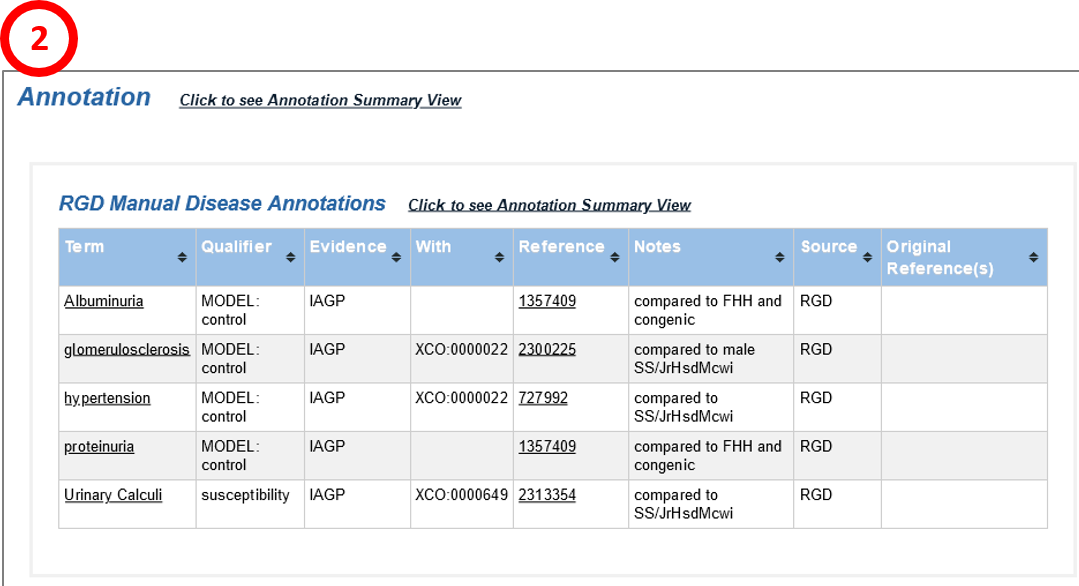 2
Annotation Click to see Annotation Summary View
RGD Manual Disease Annotations Click to see Annotation Summary View
Term Qualifier Evidence With Reference Notes Source Original
Reference(s)
Albuminuria MODEL: IAGP 1357409 compared to FHH and RGD
control congenic
glomerulosclerosis MODEL: IAGP XCO:0000022 2300225 compared to male RGD
control SS/JrHsdMcwi
hypertension MODEL: IAGP XCO:0000022 727992 compared to RGD
control SS/JrHsdMcwi
proteinuria MODEL: IAGP 1357409 compared to FHH and RGD
control congenic
Urinary Calculi susceptibility IAGP XCO:0000649 2313354 compared to RGD
SS/JrHsdMcwi